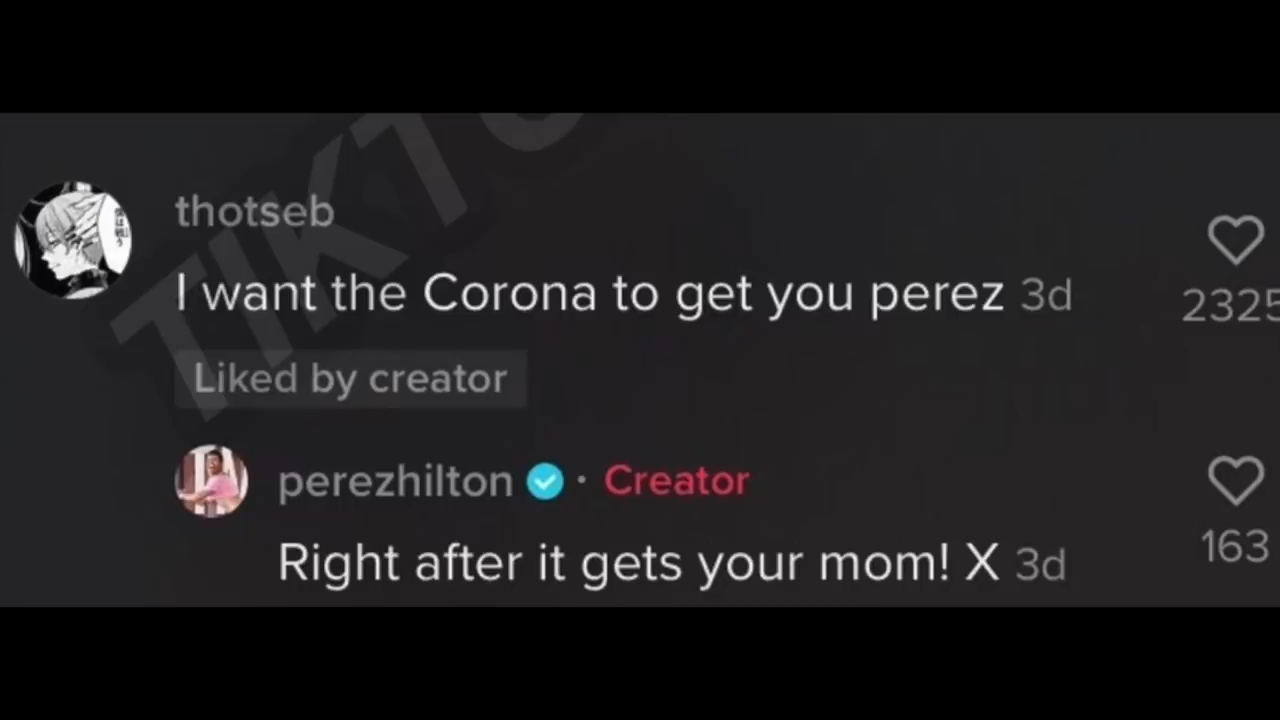 TIKTO
thotseb
I want the Corona to get you perez 3d
2325
Liked by creator
perezhilton · Creator
Right after it gets your mom! X 3d
163